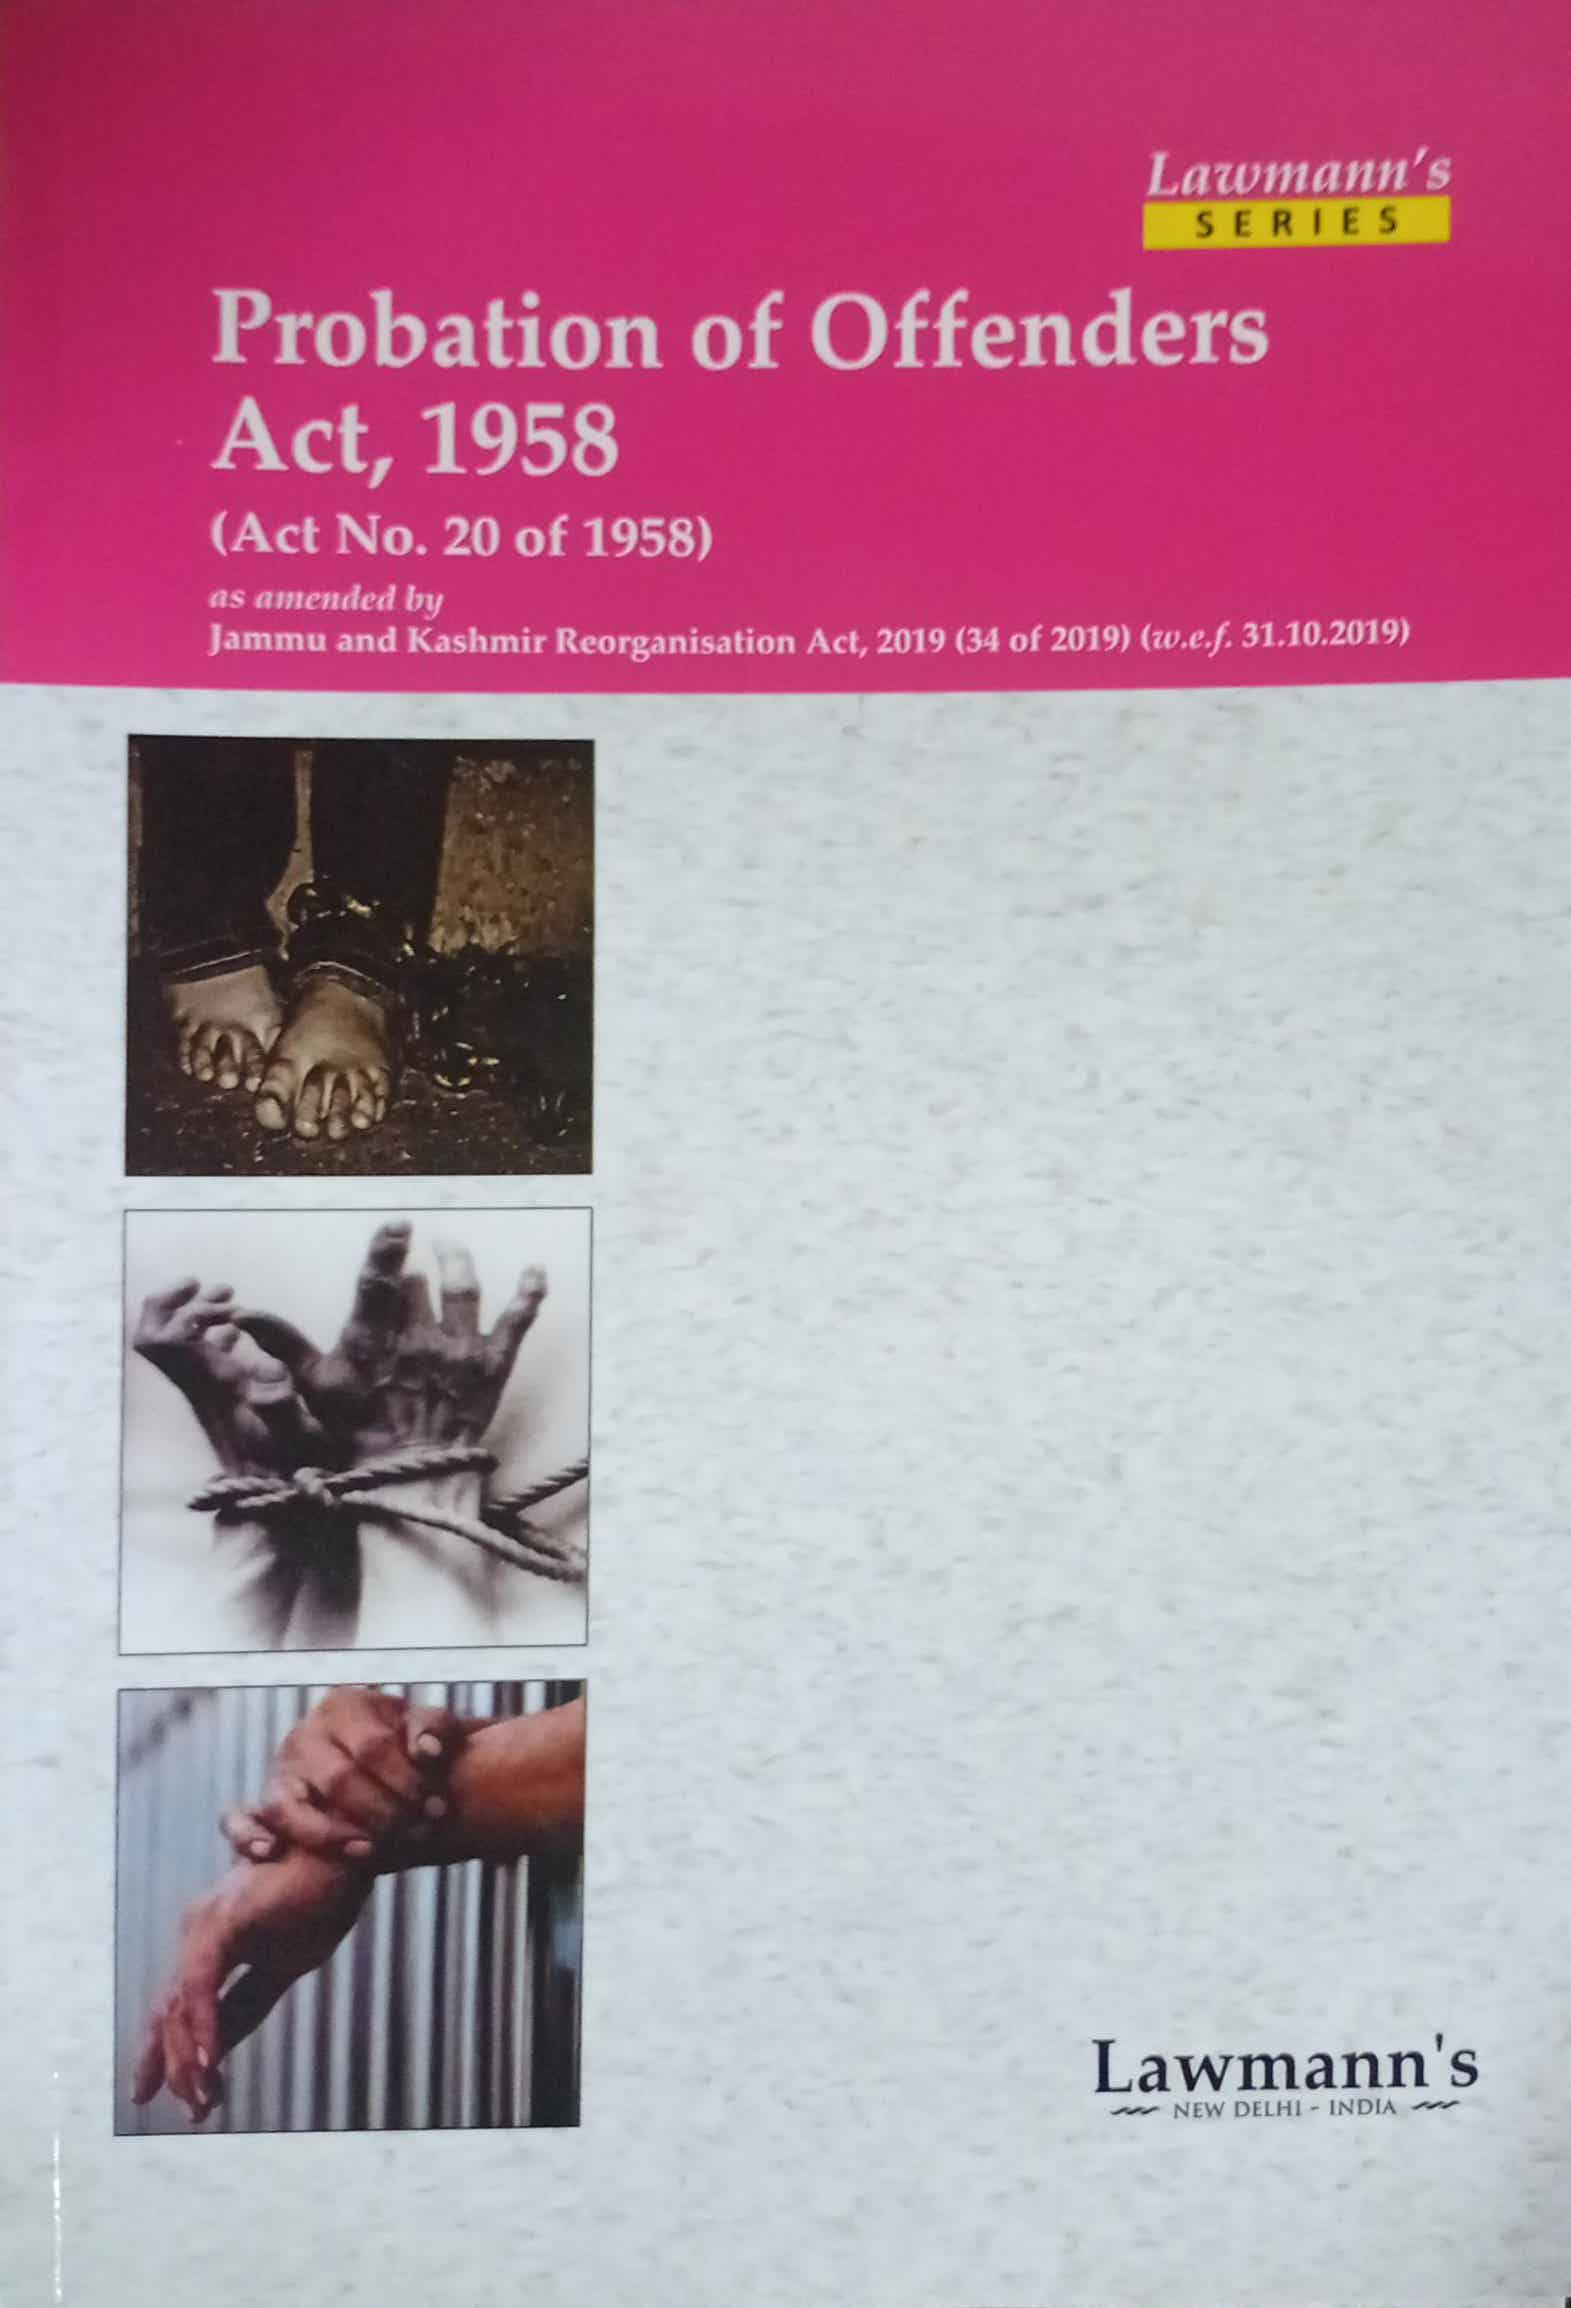 Lawmann's
SERIES
Probation of Offenders
Act, 1958
(Act No. 20 of 1958)
as amended by
Jammu and Kashmir Reorganisation Act, 2019 (34 of 2019) (w.e.f. 31.10.2019)
Lawmann's
NEW DELHI - INDIA